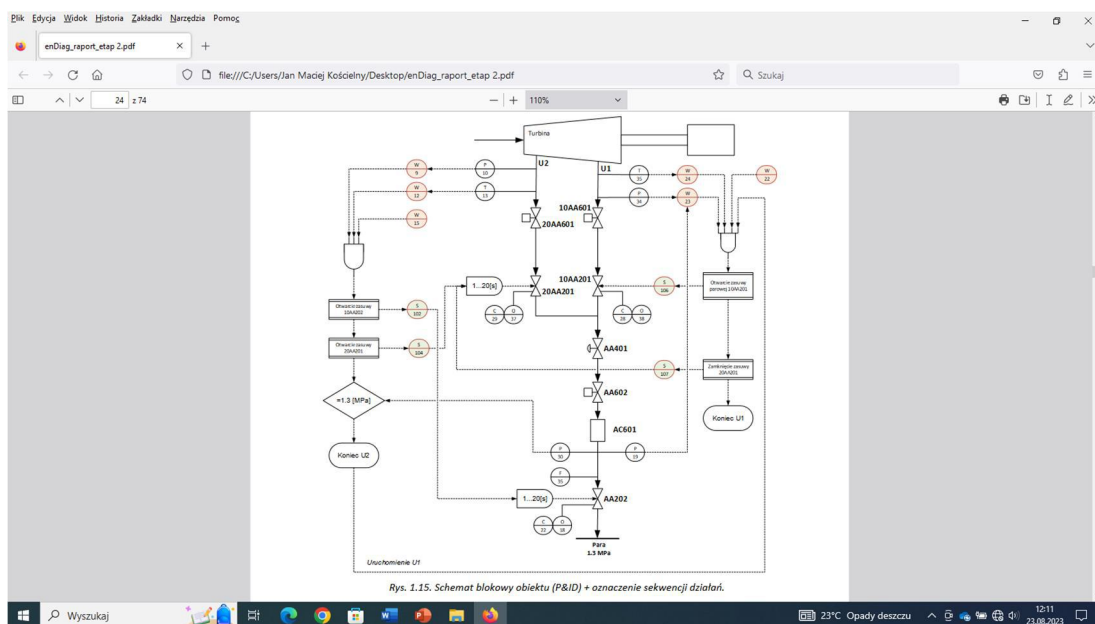 Plik Edycja Widok Historia Zakładki Narzędzia Pomoc
enDiag_raport_etap 2.pdf
file:///C:/Users/Jan Maciej Kościelny/Desktop/enDiag_raport_etap 2.pdf
Szukaj
24 z 74
110%
Turbina
U2
U1
W 9
P 10
T 35
W 24
W 22
W 12
T 13
P 36
W 23
W 15
10AA601
20AA601
1...20[s]
10AA201
20AA201
S 106
Otwarcie zasuwy parowej 10AA201
C 29
O 37
C 28
O 38
Otwarcie zasuwy 10AA202
S 103
Otwarcie zasuwy 20AA201
S 104
AA401
S 107
Zamknięcie zasuwy 20AA201
=1.3 [MPa]
AA602
Koniec U1
AC601
Koniec U2
P 30
P 19
1...20[s]
AA202
Para
1.3 MPa
Uruchomienie U1
Rys. 1.15. Schemat blokowy obiektu (P&ID) + oznaczenie sekwencji działań.
Wyszukaj
23°C Opady deszczu
12:11
23.08.2023